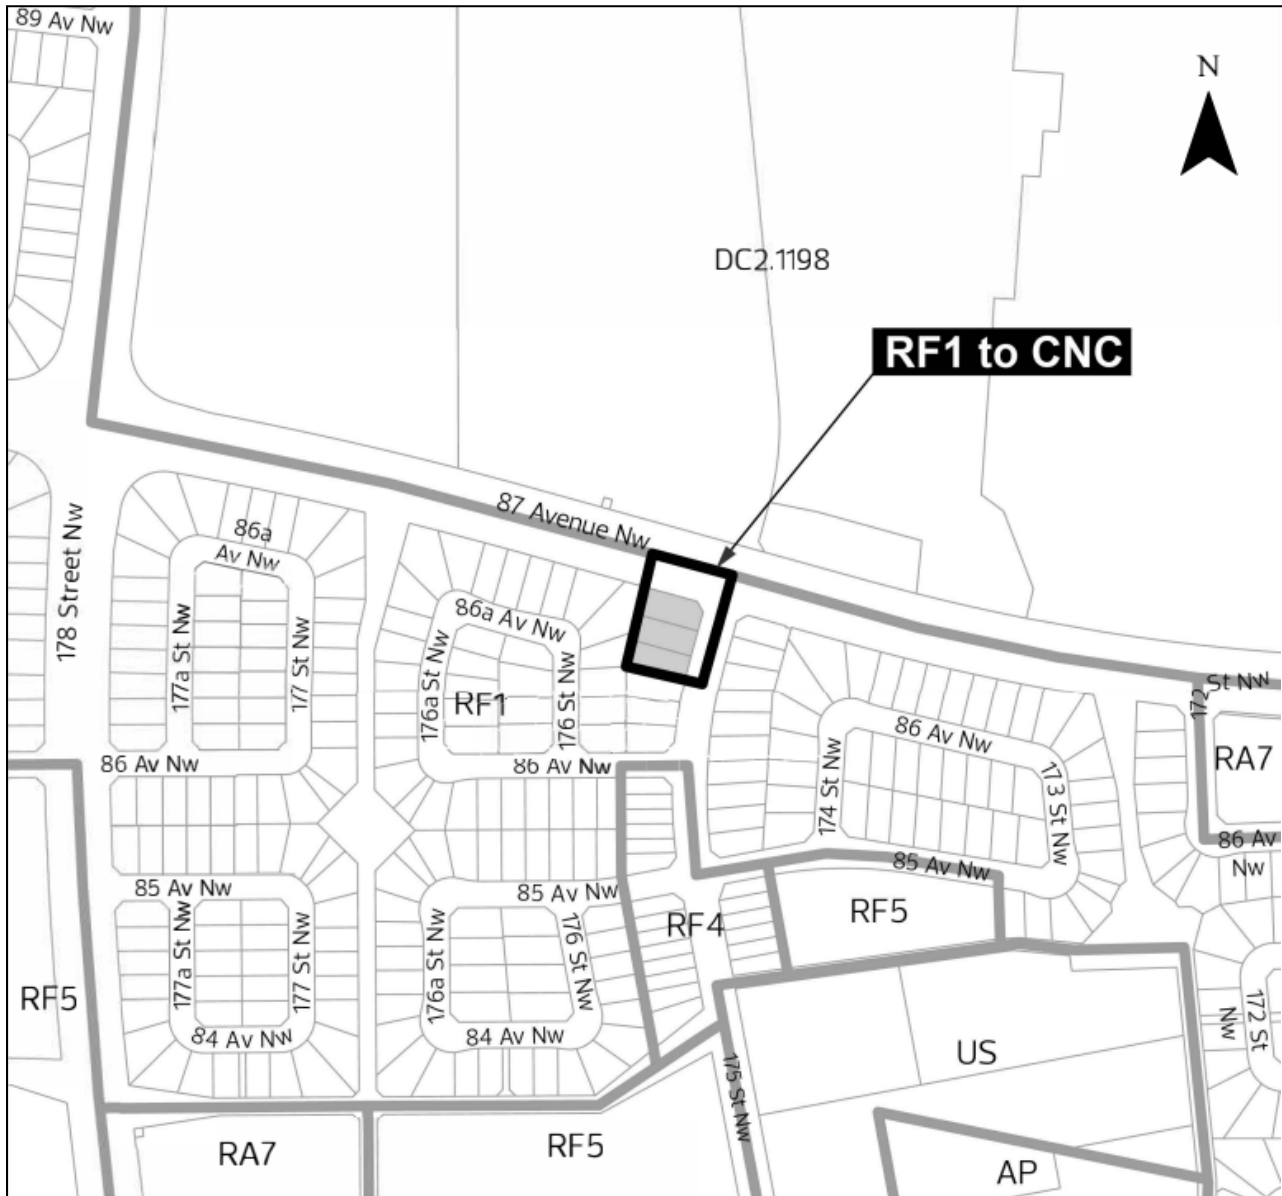 89 Av Nw
N
DC2.1198
RF1 to CNC
87 Avenue Nw
86a
Av Nw
178 Street Nw
177a St Nw
177 St Nw
86a Av Nw
176a St Nw
RF1
176 St Nw
172 St Nw
86 Av Nw
174 St Nw
173 St Nw
RA7
86 Av Nw
86 Av Nw
86 Av
Nw
85 Av Nw
85 Av Nw
85 Av Nw
RF4
RF5
177a St Nw
177 St Nw
176a St Nw
176 St Nw
RF5
172 St
Nw
84 Av Nw
84 Av Nw
US
175 St Nw
RA7
RF5
AP